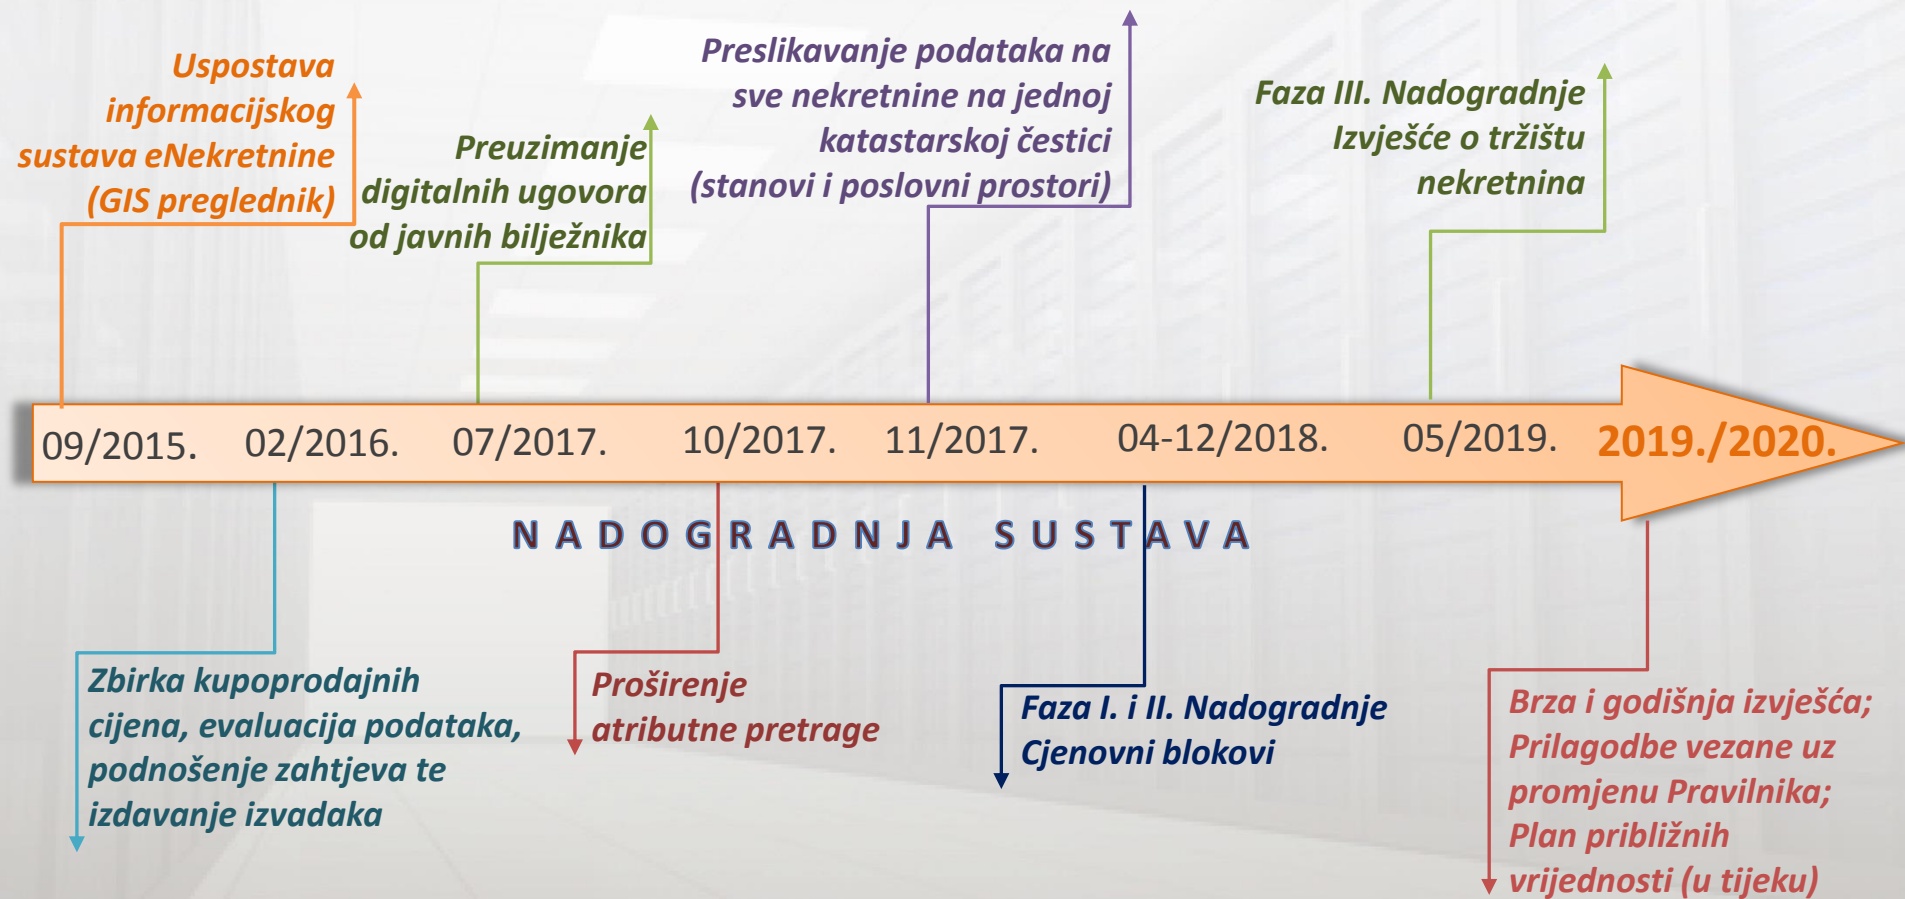 Uspostava
informacijskog
sustava eNekretnine
(GIS preglednik)
Preuzimanje
digitalnih ugovora
od javnih bilježnika
Preslikavanje podataka na
sve nekretnine na jednoj
katastarskoj čestici
(stanovi i poslovni prostori)
Faza III. Nadogradnje
Izvješće o tržištu
nekretnina
09/2015.
02/2016.
07/2017.
10/2017.
11/2017.
04-12/2018.
05/2019.
2019./2020.
NADOGRADNJA SUSTAVA
Zbirka kupoprodajnih
cijena, evaluacija podataka,
podnošenje zahtjeva te
izdavanje izvadaka
Proširenje
atributne pretrage
Faza I. i II. Nadogradnje
Cjenovni blokovi
Brza i godišnja izvješća;
Prilagodbe vezane uz
promjenu Pravilnika;
Plan približnih
vrijednosti (u tijeku)